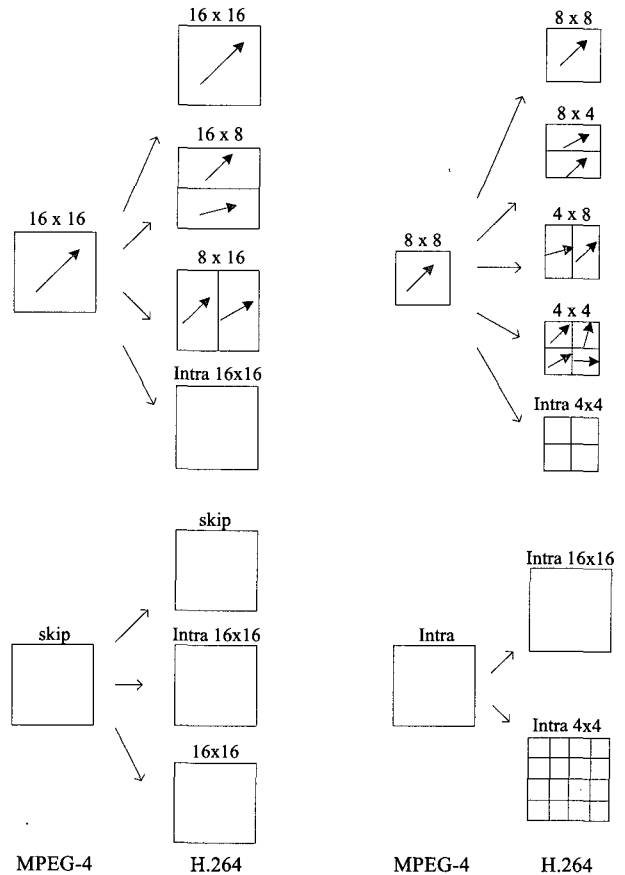 16 x 16
16 x 8
16 x 16
8 x 16
Intra 16x16
8 x 8
8 x 4
4 x 8
8 x 8
4 x 4
Intra 4x4
skip
skip
Intra 16x16
16x16
Intra 16x16
Intra
Intra 4x4
MPEG-4 H.264 MPEG-4 H.264